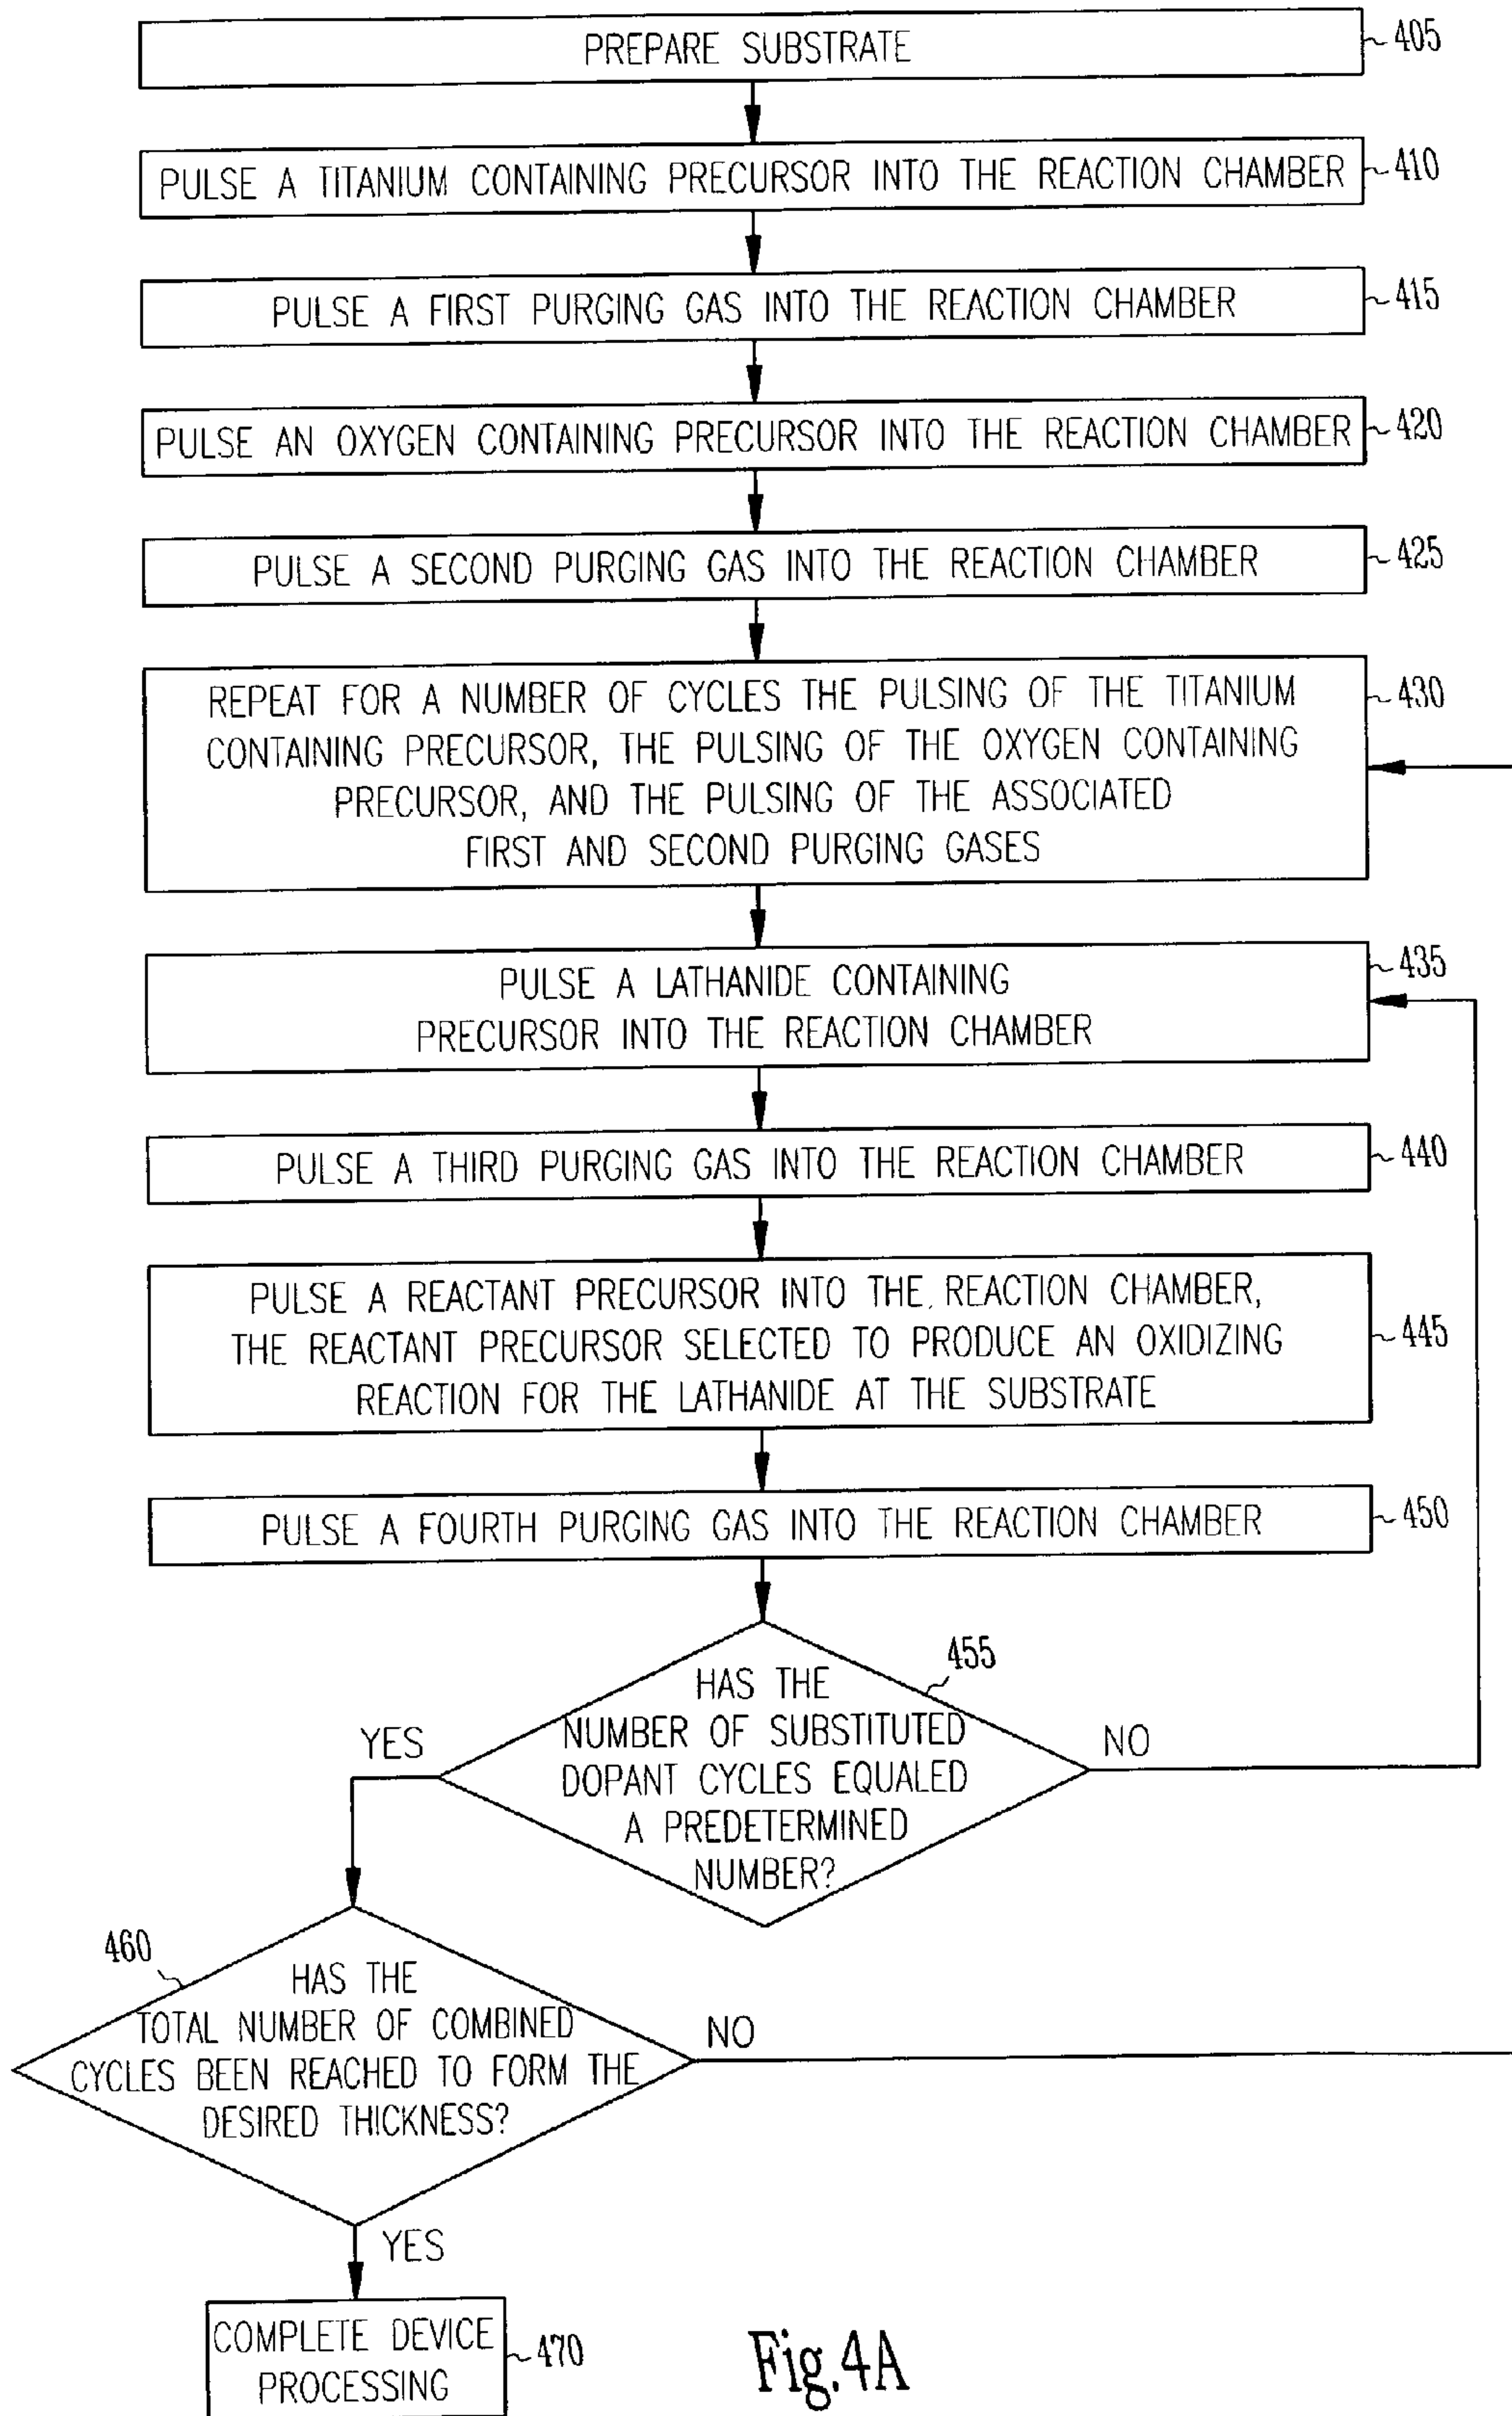 PREPARE SUBSTRATE
405
PULSE A TITANIUM CONTAINING PRECURSOR INTO THE REACTION CHAMBER
410
PULSE A FIRST PURGING GAS INTO THE REACTION CHAMBER
415
PULSE AN OXYGEN CONTAINING PRECURSOR INTO THE REACTION CHAMBER
420
PULSE A SECOND PURGING GAS INTO THE REACTION CHAMBER
425
REPEAT FOR A NUMBER OF CYCLES THE PULSING OF THE TITANIUM
CONTAINING PRECURSOR, THE PULSING OF THE OXYGEN CONTAINING
PRECURSOR, AND THE PULSING OF THE ASSOCIATED
FIRST AND SECOND PURGING GASES
430
PULSE A LATHANIDE CONTAINING
PRECURSOR INTO THE REACTION CHAMBER
435
PULSE A THIRD PURGING GAS INTO THE REACTION CHAMBER
440
PULSE A REACTANT PRECURSOR INTO THE REACTION CHAMBER,
THE REACTANT PRECURSOR SELECTED TO PRODUCE AN OXIDIZING
REACTION FOR THE LATHANIDE AT THE SUBSTRATE
445
PULSE A FOURTH PURGING GAS INTO THE REACTION CHAMBER
450
HAS THE
NUMBER OF SUBSTITUTED
DOPANT CYCLES EQUALED
A PREDETERMINED
NUMBER?
455
YES
NO
460
HAS THE
TOTAL NUMBER OF COMBINED
CYCLES BEEN REACHED TO FORM THE
DESIRED THICKNESS?
NO
YES
COMPLETE DEVICE
PROCESSING
470
Fig.4A